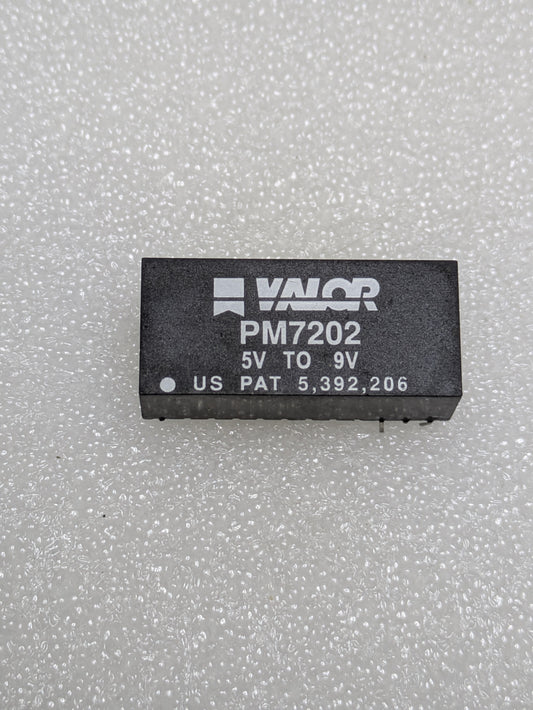 VALOR
PM7202
5V TO 9V
US PAT 5,392,206